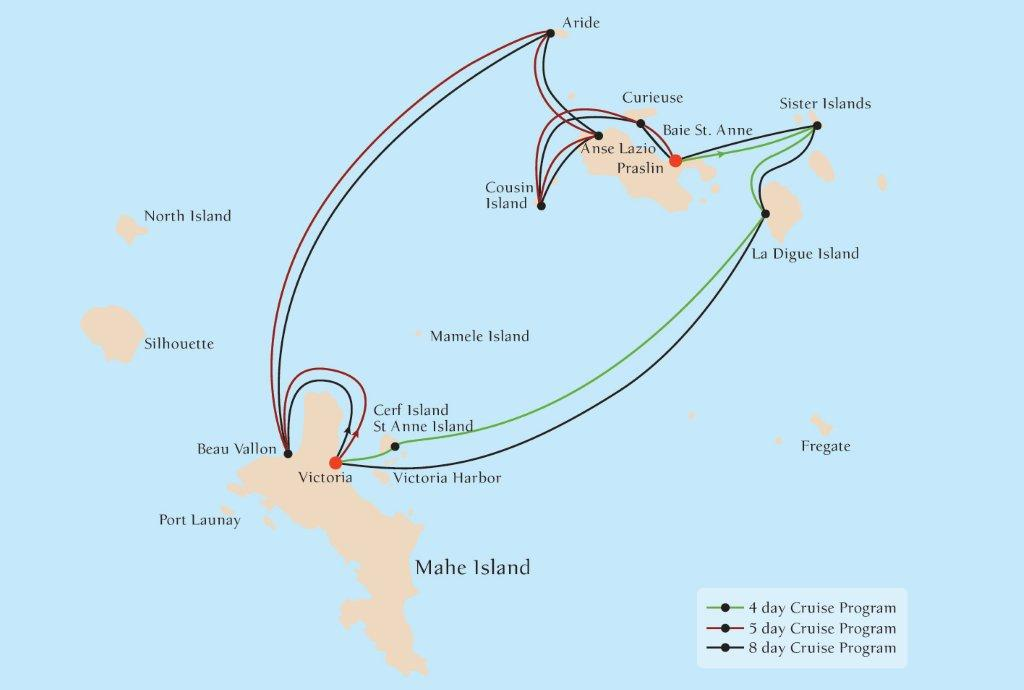 Aride
Curieuse
Sister Islands
Baie St. Anne
Anse Lazio
Praslin
Cousin
Island
North Island
La Digue Island
Mamele Island
Silhouette
Cerf Island
St Anne Island
Beau Vallon
Fregate
Victoria
Victoria Harbor
Port Launay
Mahe Island
4 day Cruise Program
5 day Cruise Program
8 day Cruise Program